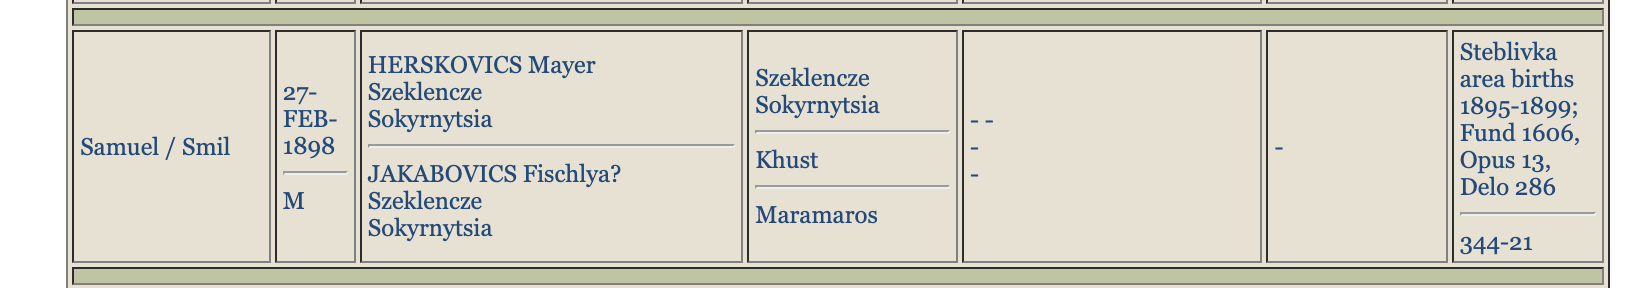 Samuel / Smil
27-
FEB-
1898
M
HERSKOVICS Mayer
Szeklencze
Sokyrnytsia
JAKABOVICS Fischlya?
Szeklencze
Sokyrnytsia
Szeklencze
Sokyrnytsia
Khust
Maramaros
- -
-
-
-
Steblivka
area births
1895-1899;
Fund 1606,
Opus 13,
Delo 286
344-21